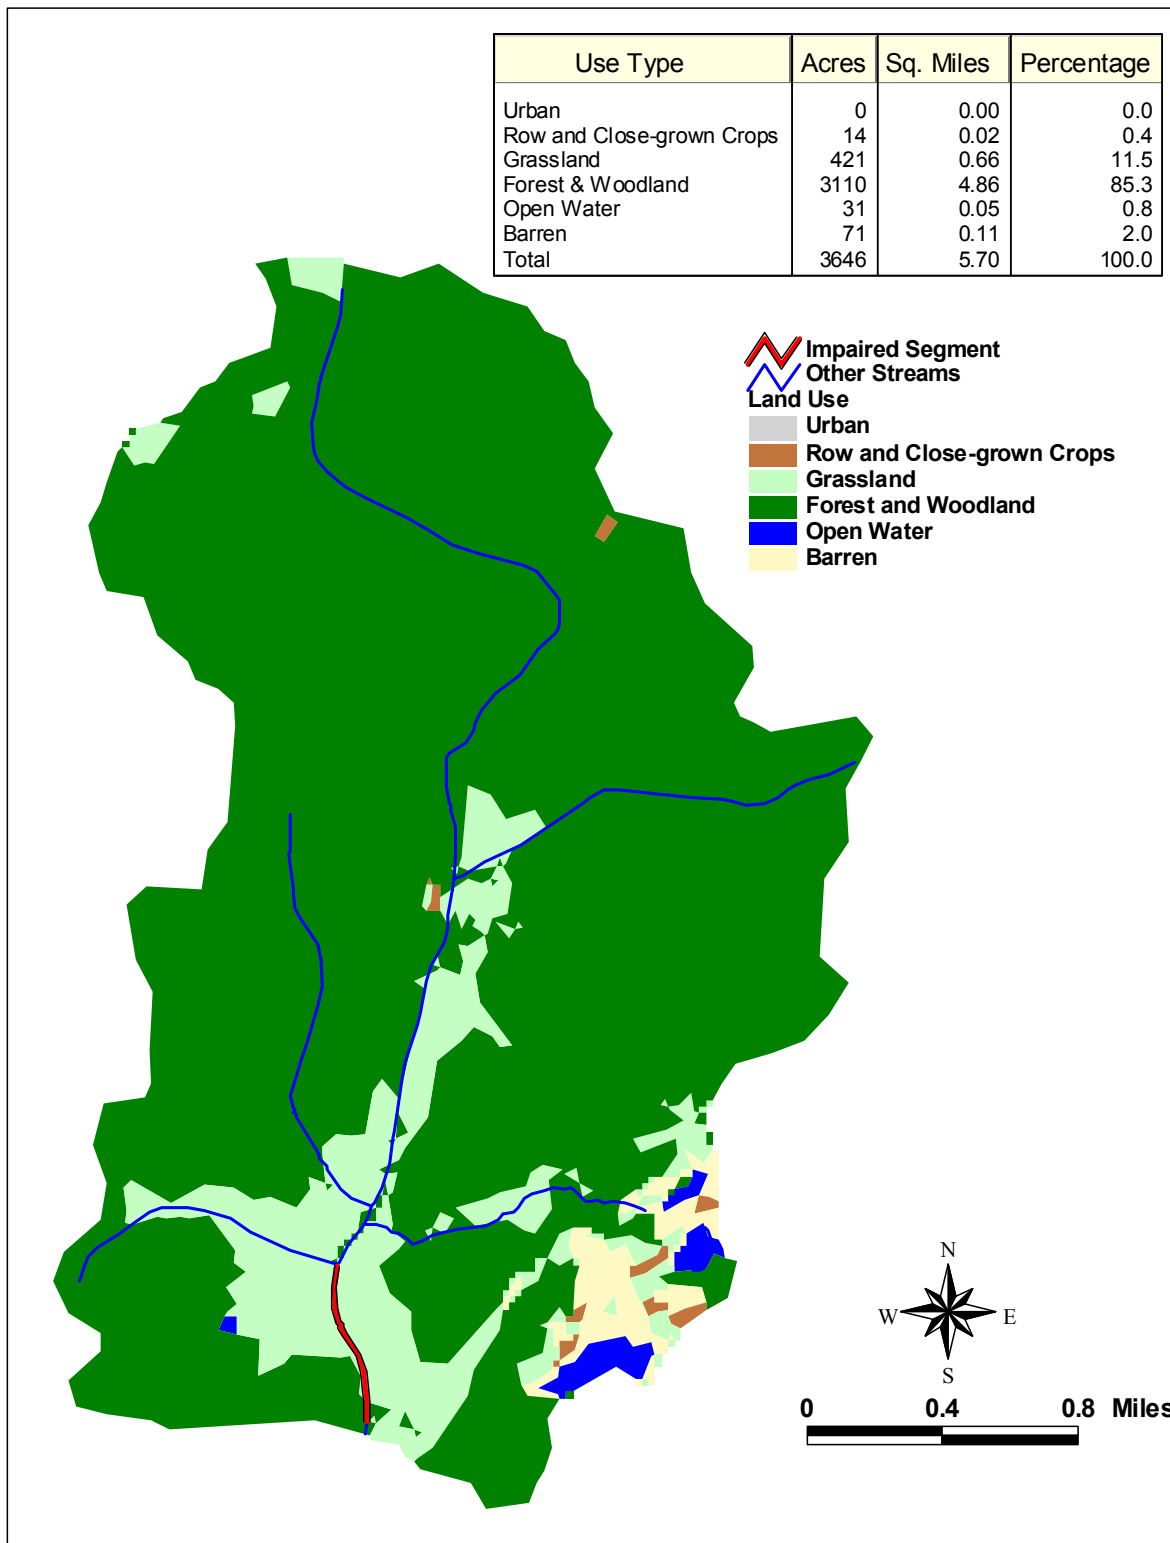 Use Type Acres Sq. Miles Percentage
Urban 0 0.00 0.0
Row and Close-grown Crops 14 0.02 0.4
Grassland 421 0.66 11.5
Forest & Woodland 3110 4.86 85.3
Open Water 31 0.05 0.8
Barren 71 0.11 2.0
Total 3646 5.70 100.0
Impaired Segment
Other Streams
Land Use
Urban
Row and Close-grown Crops
Grassland
Forest and Woodland
Open Water
Barren
N
W E
S
0 0.4 0.8 Miles